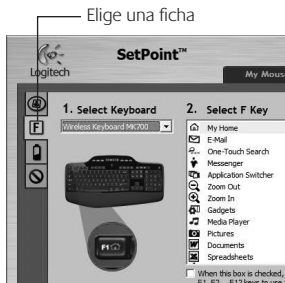 Elige una ficha
Logitech
SetPoint™
My Mous
1. Select Keyboard
2. Select F Key
Wireless Keyboard MK700
F
My Home
E-Mail
One-Touch Search
Messenger
Application Switcher
Zoom Out
Zoom In
Gadgets
Media Player
Pictures
Documents
Spreadsheets
F1
When this box is checked,
F1, F2 ... F12 keys to use